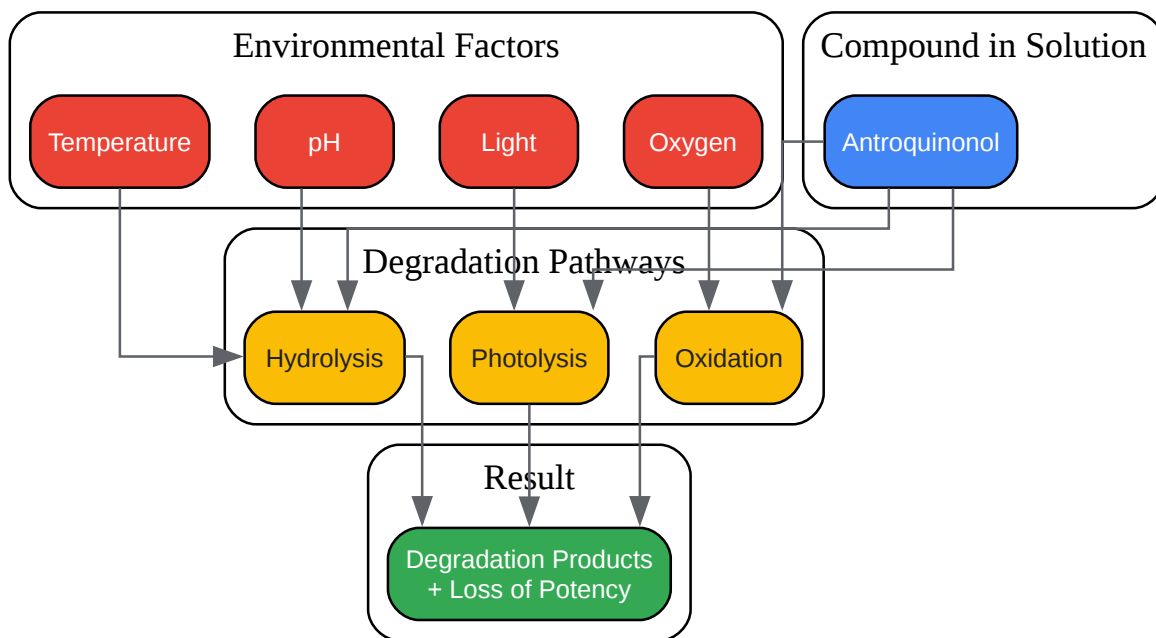 Environmental Factors
Compound in Solution
Temperature
pH
Light
Oxygen
Antroquinonol
Degradation Pathways
Hydrolysis
Photolysis
Oxidation
Result
Degradation Products
+ Loss of Potency